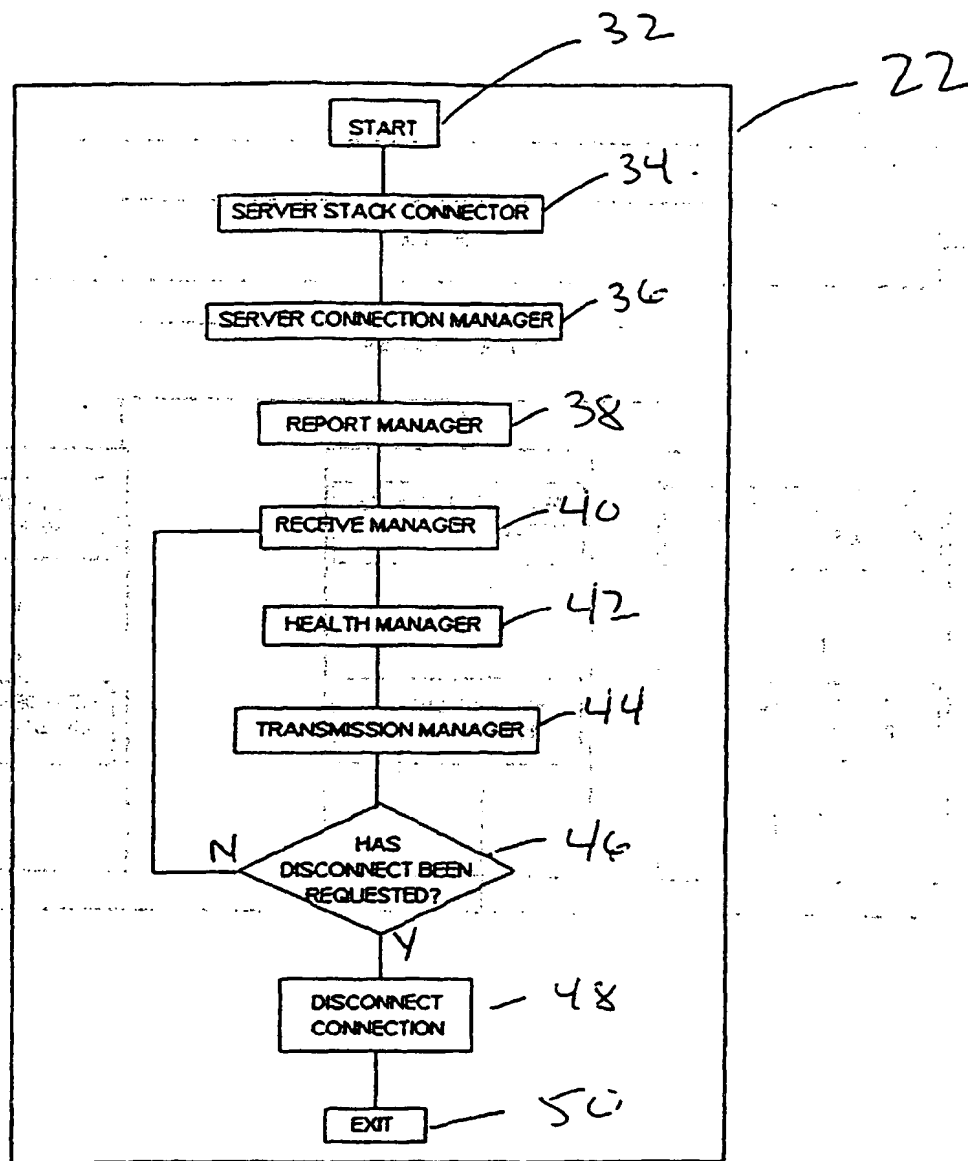 32
22
START
34
SERVER STACK CONNECTOR
36
SERVER CONNECTION MANAGER
REPORT MANAGER
38
RECEIVE MANAGER
40
HEALTH MANAGER
42
TRANSMISSION MANAGER
44
N
HAS
DISCONNECT BEEN
REQUESTED?
46
Y
DISCONNECT
CONNECTION
48
EXIT
50